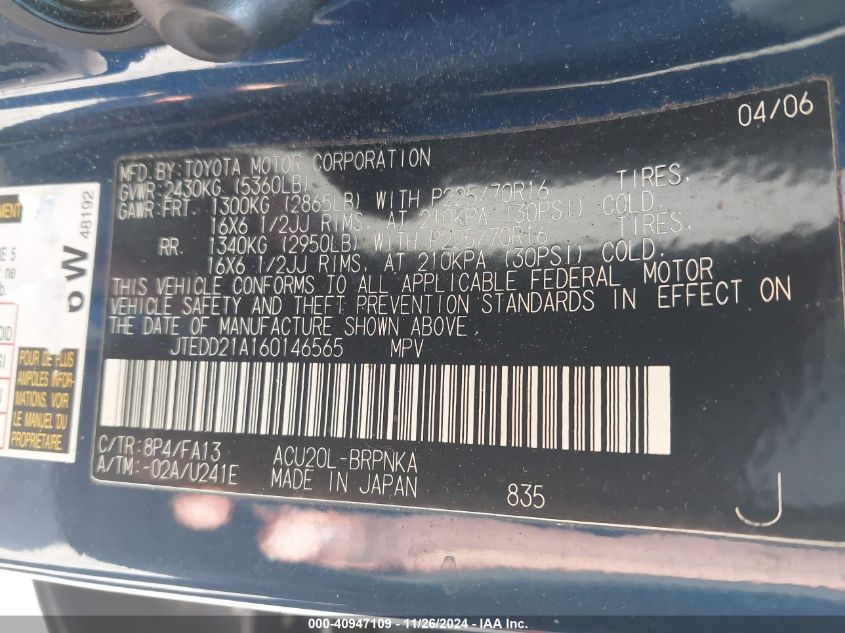 04/06
MFD.BY:TOYOTA MOTOR CORPORATION
GVWR:2430KG (5360LB)
GAWR:FRT. 1300KG (2865LB) WITH P225/70R16 TIRES,
16X6 1/2JJ RIMS, AT 210KPA (30PSI) COLD.
RR. 1340KG (2950LB) WITH P225/70R16 TIRES,
16X6 1/2JJ RIMS, AT 210KPA (30PSI) COLD.
THIS VEHICLE CONFORMS TO ALL APPLICABLE FEDERAL MOTOR
VEHICLE SAFETY AND THEFT PREVENTION STANDARDS IN EFFECT ON
THE DATE OF MANUFACTURE SHOWN ABOVE.
JTEDD21A160146565 MPV
C/TR:8P4/FA13 ACU20L-BRPNKA
A/TM:-02A/U241E MADE IN JAPAN
835
J
48192
POUR DE PLUS
AMPLES INFOR-
MATIONS, VOIR
LE MANUEL DU
PROPRIÉTAIRE.
000-40947109 - 11/26/2024 - IAA Inc.